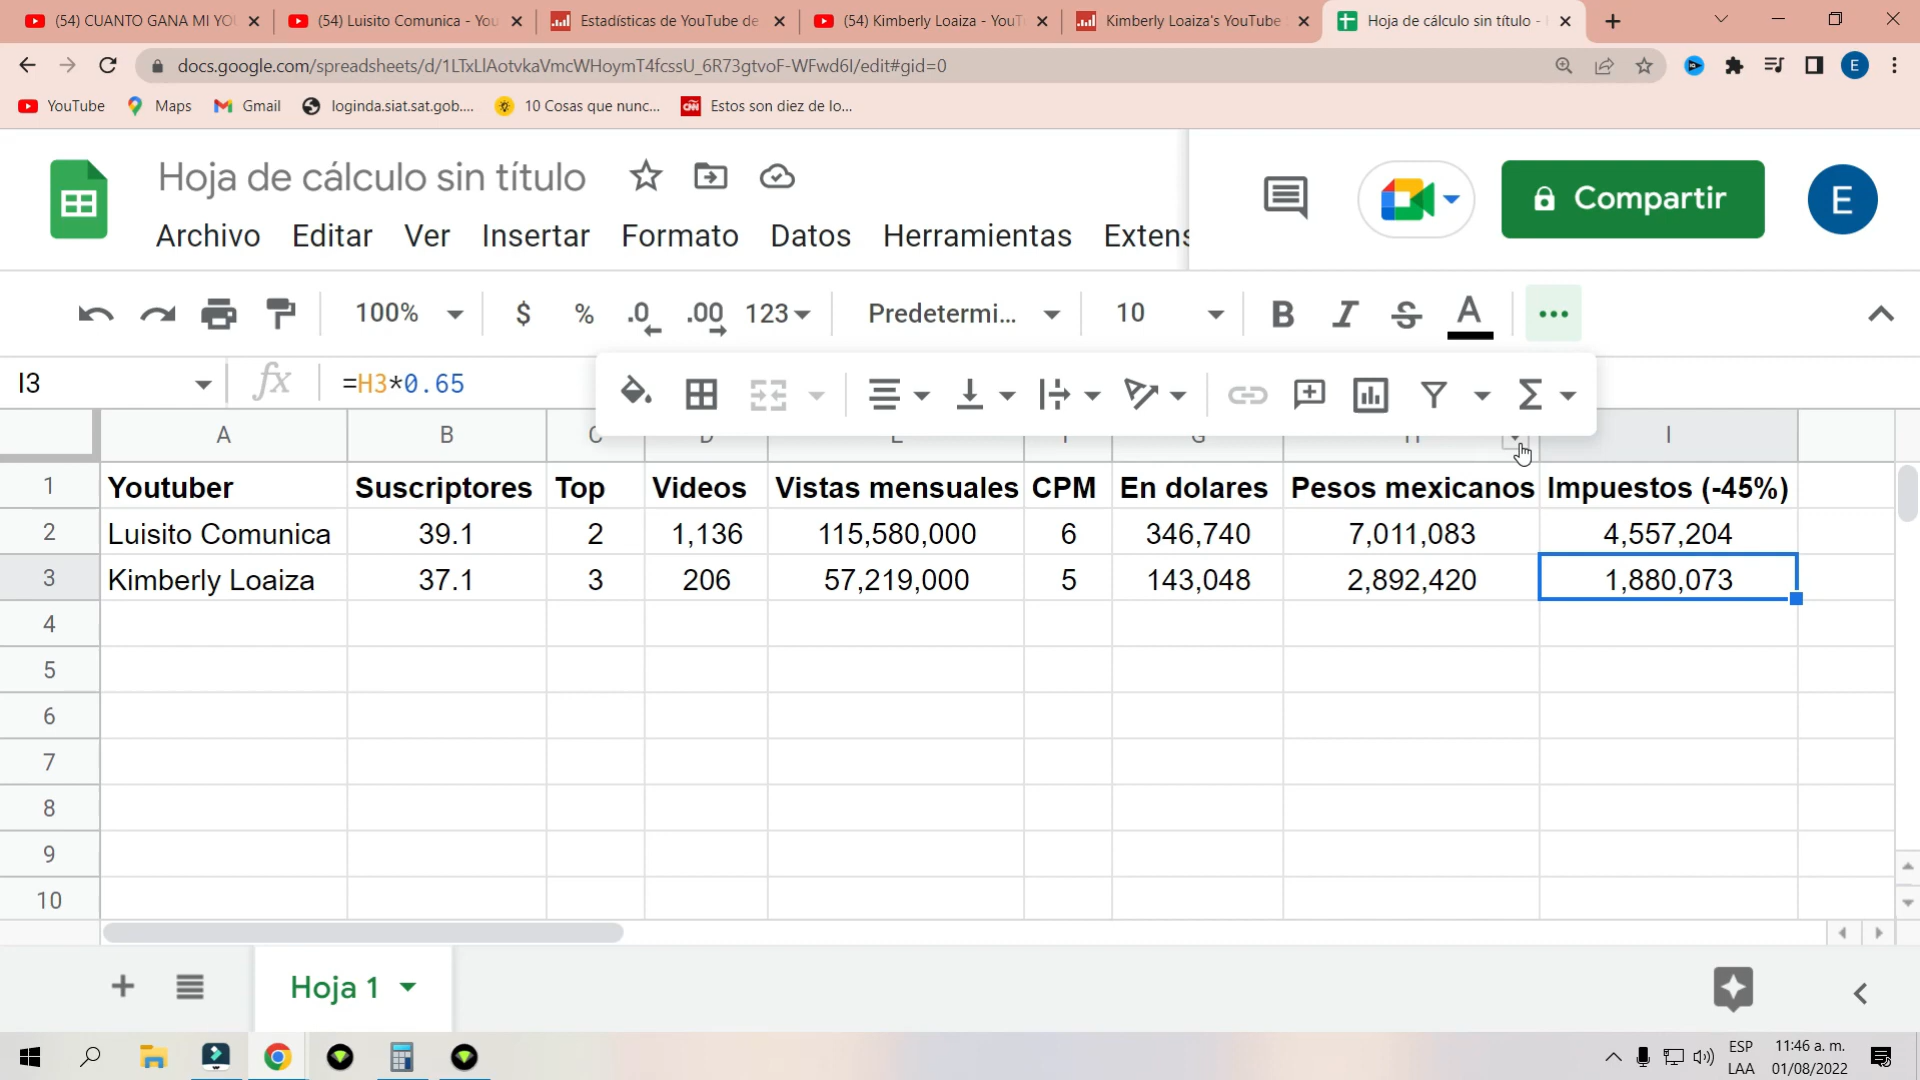 (54) CUANTO GANA MI YOU
(54) Luisito Comunica - You
Estadísticas de YouTube de
(54) Kimberly Loaiza - YouT
Kimberly Loaiza's YouTube
Hoja de cálculo sin título -
docs.google.com/spreadsheets/d/1LTxLlAotvkaVmcWHoymT4fcssU_6R73gtvoF-WFwd6I/edit#gid=0
E
YouTube
Maps
Gmail
loginda.siat.sat.gob....
10 Cosas que nunc...
CNN
Estos son diez de lo...
Hoja de cálculo sin título
Compartir
E
Archivo Editar Ver Insertar Formato Datos Herramientas Extens
100% $ % .0 .00 123 Predetermi... 10 B I S A
I3 fx =H3*0.65
A B C D E F G H I
1 Youtuber Suscriptores Top Videos Vistas mensuales CPM En dolares Pesos mexicanos Impuestos (-45%)
2 Luisito Comunica 39.1 2 1,136 115,580,000 6 346,740 7,011,083 4,557,204
3 Kimberly Loaiza 37.1 3 206 57,219,000 5 143,048 2,892,420 1,880,073
4
5
6
7
8
9
10
Hoja 1
ESP
LAA
11:46 a. m.
01/08/2022